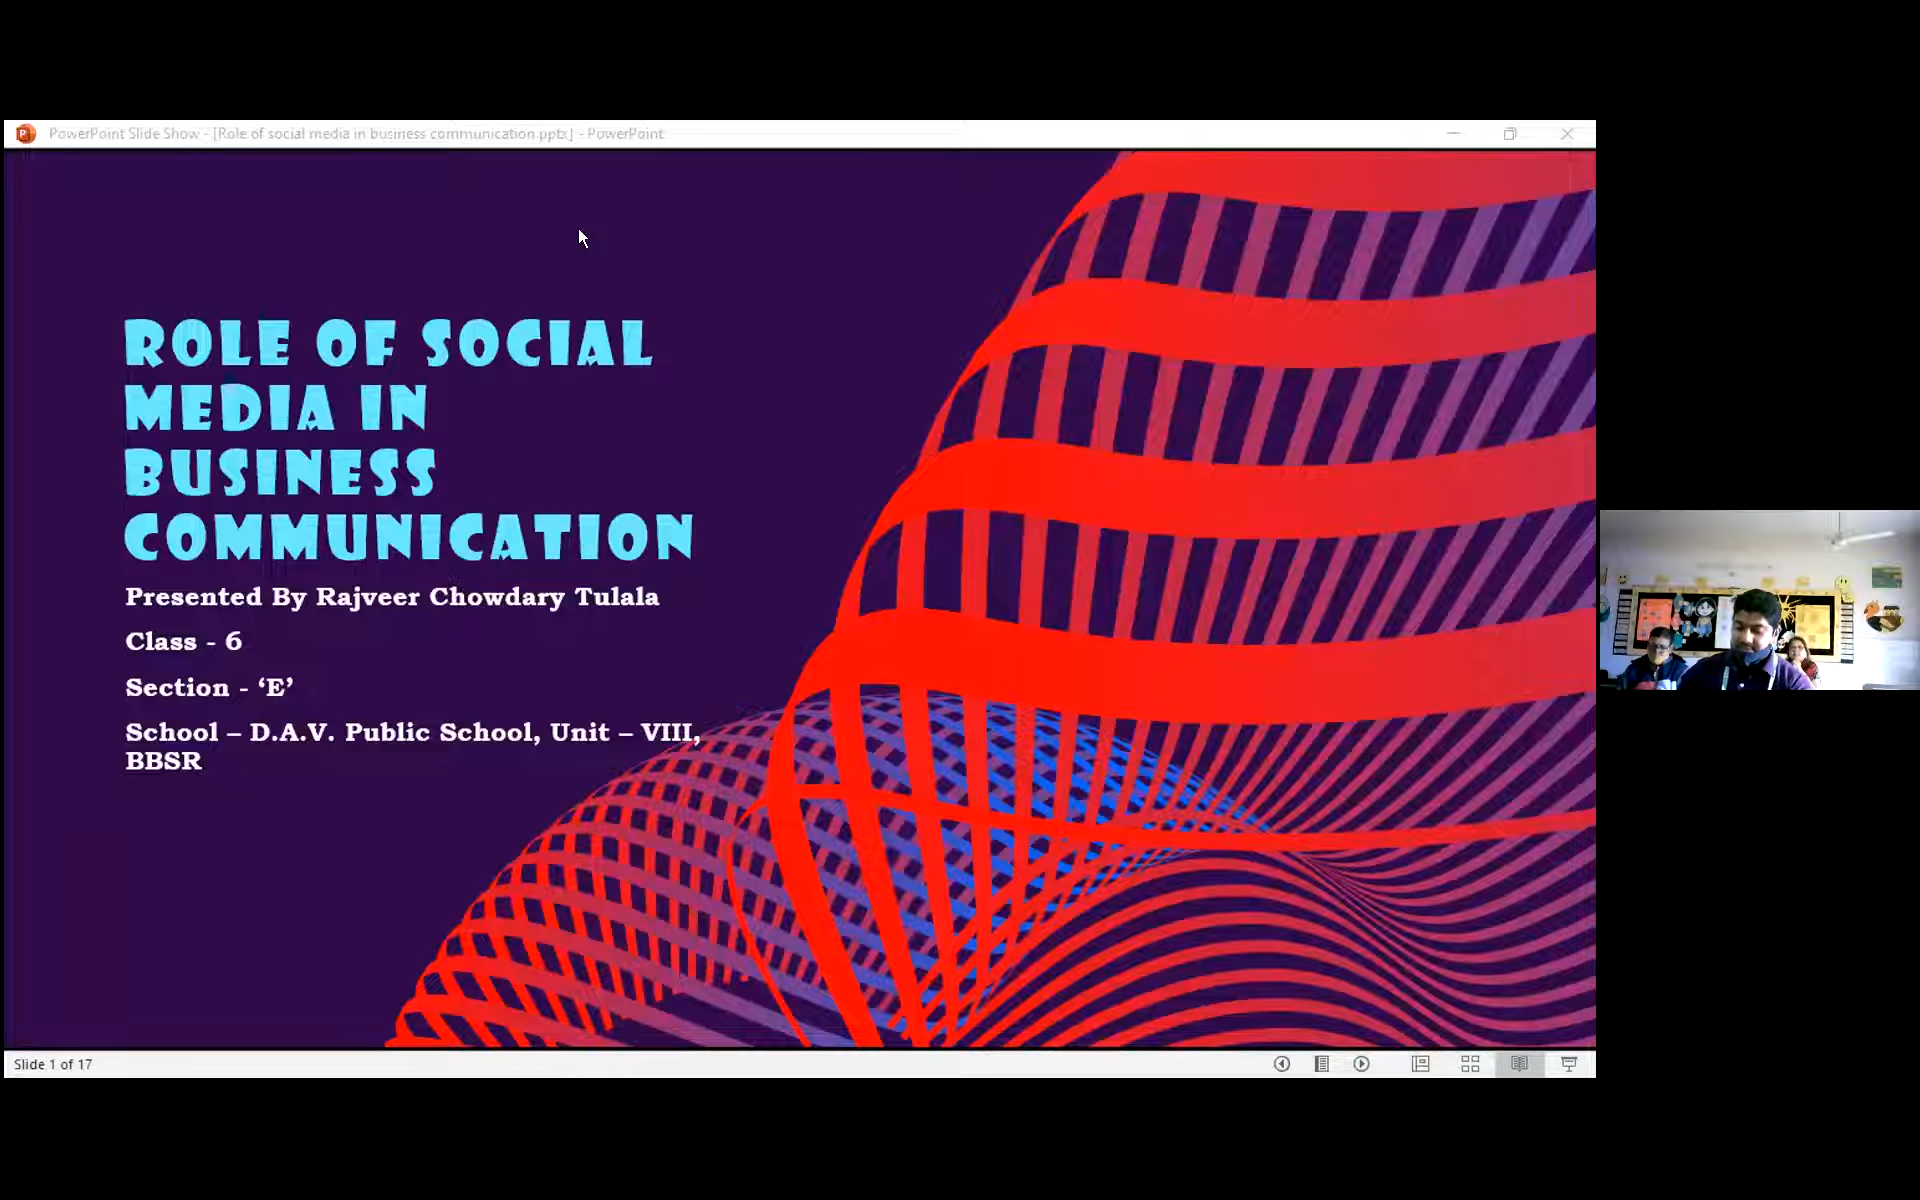 PowerPoint Slide Show - [Role of social media in business communication.pptx] - PowerPoint
ROLE OF SOCIAL
MEDIA IN
BUSINESS
COMMUNICATION
Presented By Rajveer Chowdary Tulala
Class - 6
Section - ‘E’
School – D.A.V. Public School, Unit – VIII,
BBSR
Slide 1 of 17